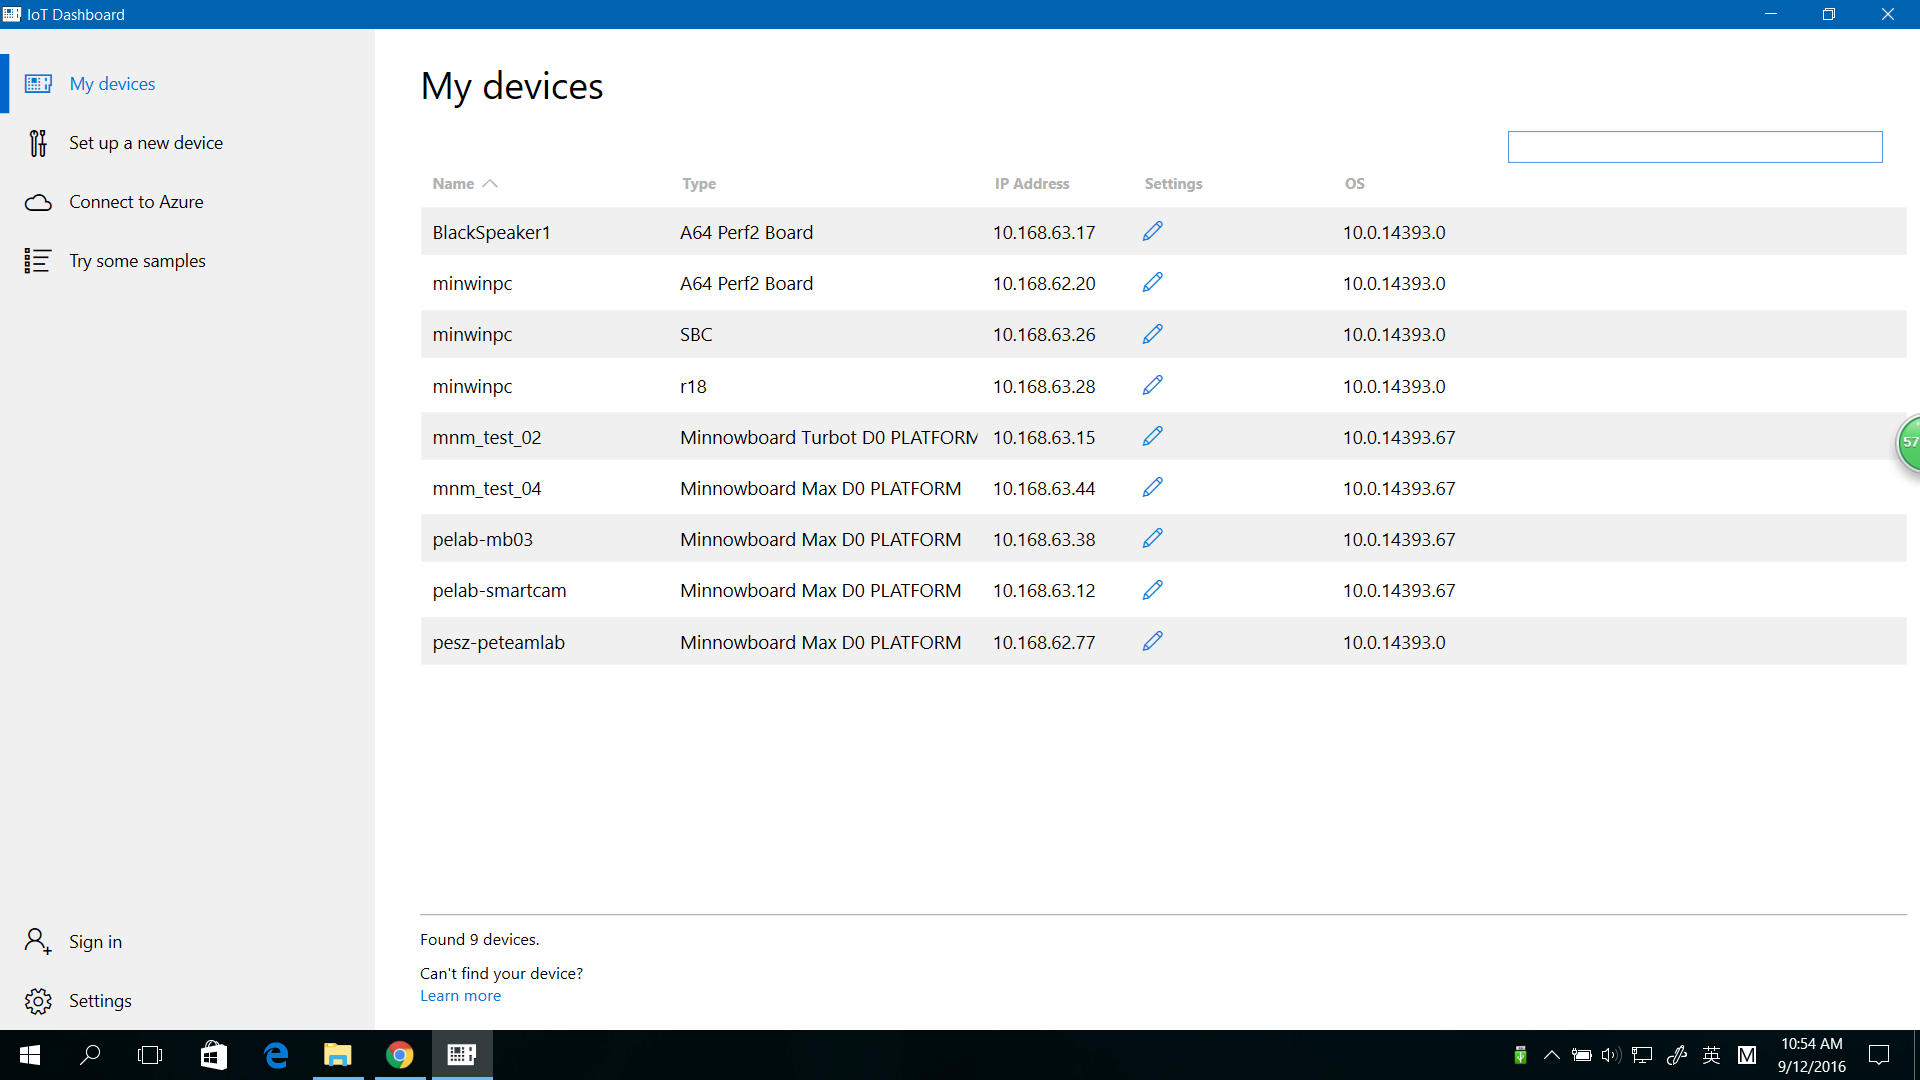 IoT Dashboard
My devices
Set up a new device
Connect to Azure
Try some samples
Sign in
Settings
My devices
Name Type IP Address Settings OS
BlackSpeaker1 A64 Perf2 Board 10.168.63.17 10.0.14393.0
minwinpc A64 Perf2 Board 10.168.62.20 10.0.14393.0
minwinpc SBC 10.168.63.26 10.0.14393.0
minwinpc r18 10.168.63.28 10.0.14393.0
mnm_test_02 Minnowboard Turbot D0 PLATFORM 10.168.63.15 10.0.14393.67
mnm_test_04 Minnowboard Max D0 PLATFORM 10.168.63.44 10.0.14393.67
pelab-mb03 Minnowboard Max D0 PLATFORM 10.168.63.38 10.0.14393.67
pelab-smartcam Minnowboard Max D0 PLATFORM 10.168.63.12 10.0.14393.67
pesz-peteamlab Minnowboard Max D0 PLATFORM 10.168.62.77 10.0.14393.0
57
Found 9 devices.
Can't find your device?
Learn more
英 M
10:54 AM
9/12/2016